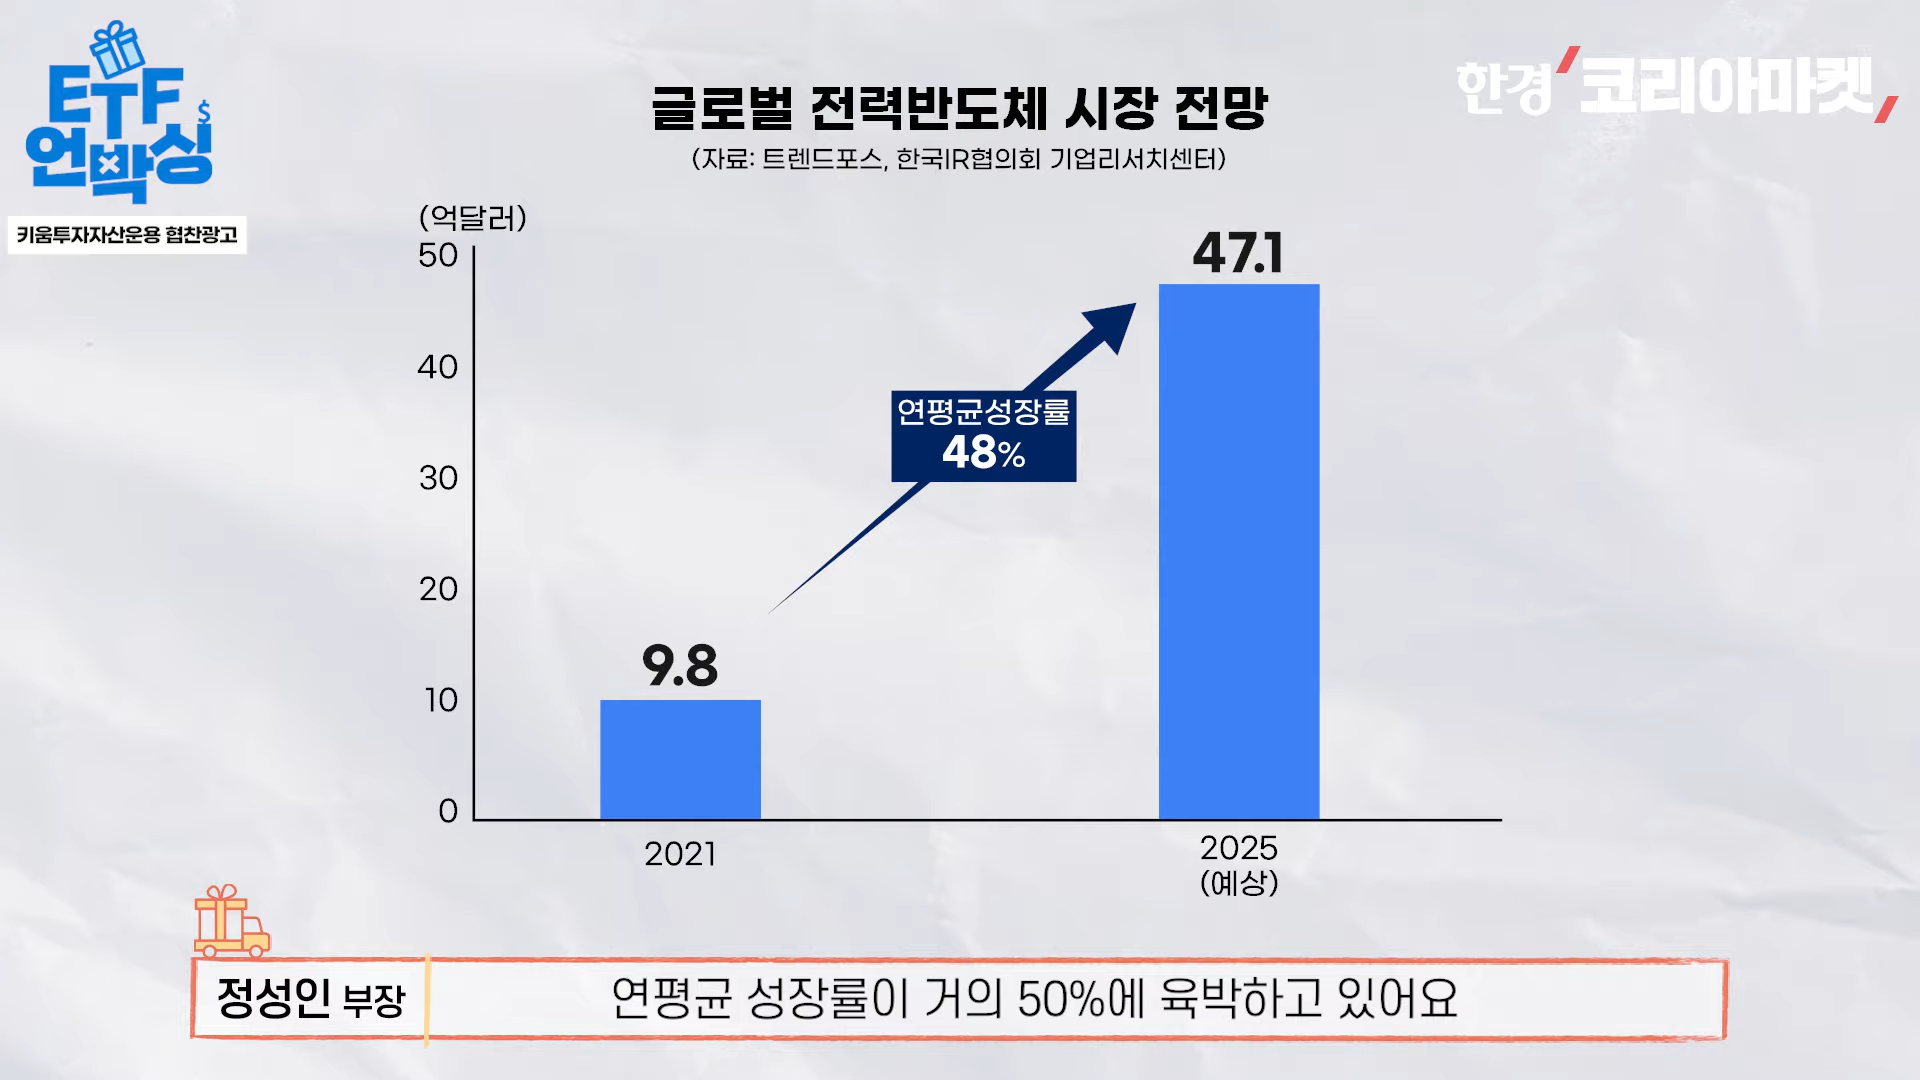 ETF
언박싱
$
키움투자자산운용 협찬광고
한경 '코리아마켓,
글로벌 전력반도체 시장 전망
(자료: 트렌드포스, 한국IR협의회 기업리서치센터)
(억달러)
50
40
30
20
10
0
47.1
연평균성장률
48%
9.8
2021
2025
(예상)
정성인 부장
연평균 성장률이 거의 50%에 육박하고 있어요